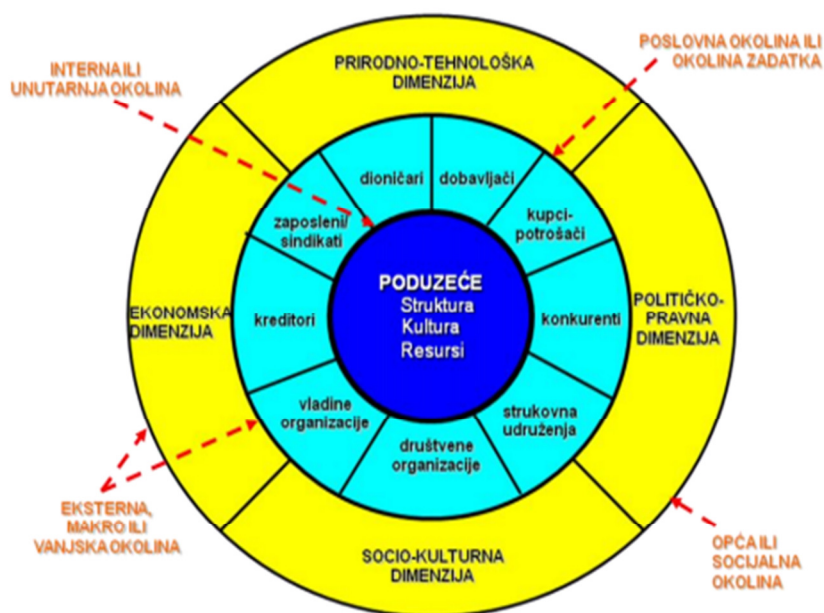 INTERNA ILI
UNUTARNJA OKOLINA
PRIRODNO-TEHNOLOŠKA
DIMENZIJA
POSLOVNA OKOLINA ILI
OKOLINA ZADATKA
dioničari
dobavljači
zaposleni/
sindikati
kupci-
potrošači
EKONOMSKA
DIMENZIJA
kreditori
PODUZEĆE
Struktura
Kultura
Resursi
konkurenti
POLITIČKO-
PRAVNA
DIMENZIJA
vladine
organizacije
društvene
organizacije
strukovna
udruženja
EKSTERNA,
MAKRO ILI
VANJSKA OKOLINA
SOCIO-KULTURNA
DIMENZIJA
OPĆA ILI
SOCIJALNA
OKOLINA